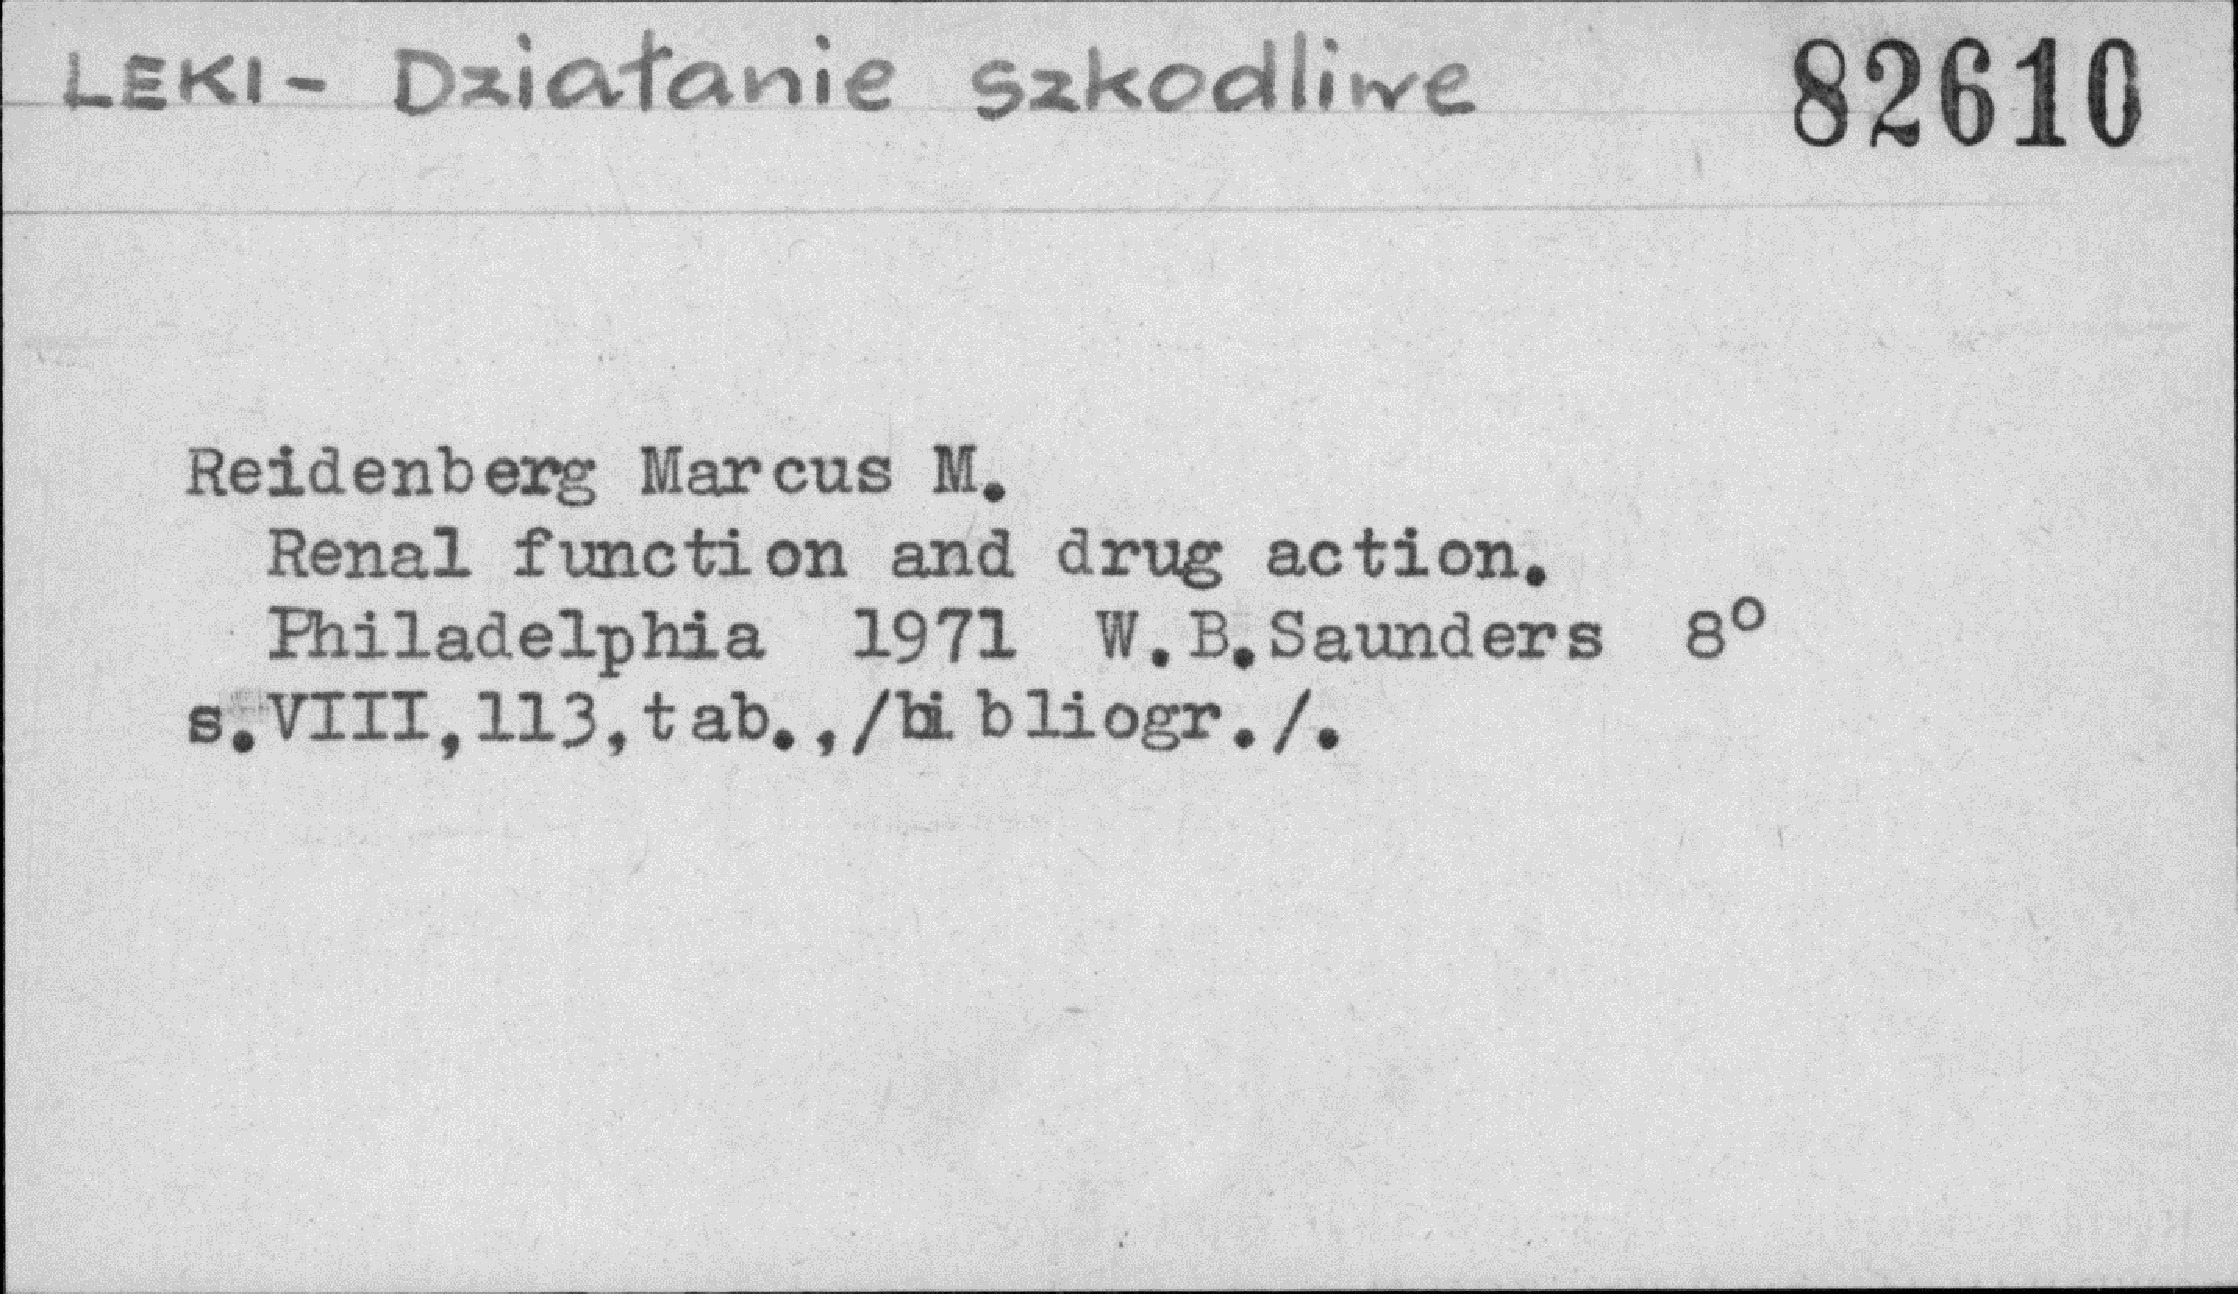 LEKI - Działanie szkodliwe 82610
Reidenberg Marcus M.
Renal function and drug action.
Philadelphia 1971 W.B.Saunders 8°
s.VIII,113,tab.,/bibliogr./.